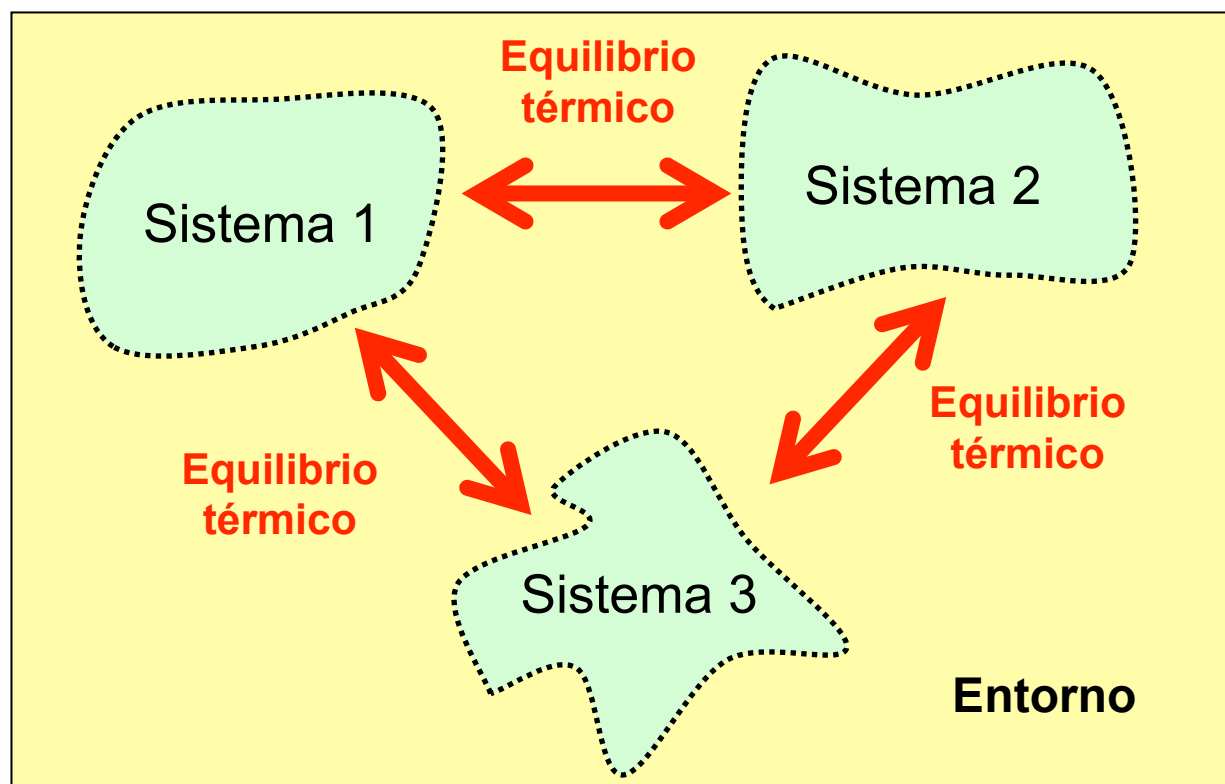 Equilibrio
térmico
Sistema 1
Sistema 2
Equilibrio
térmico
Equilibrio
térmico
Sistema 3
Entorno